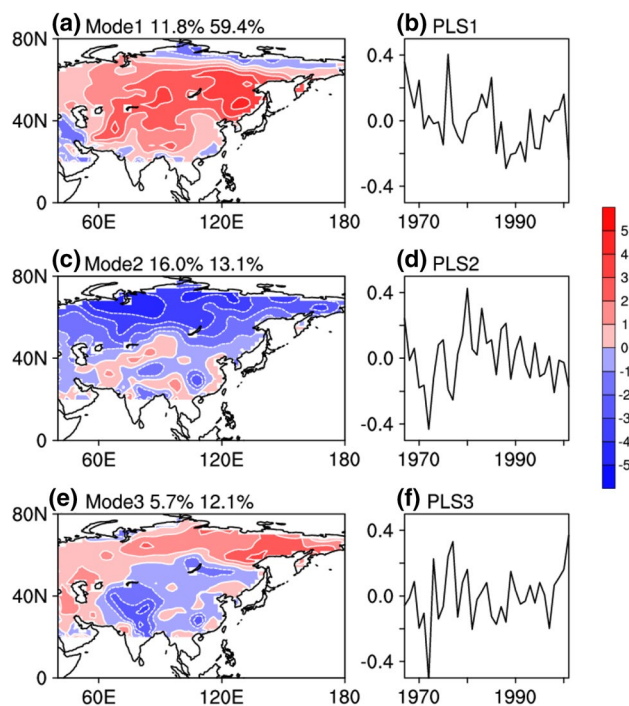 (a) Mode1 11.8% 59.4%
80N
40N
0
60E 120E 180
(b) PLS1
0.4
0.0
-0.4
1970 1990
(c) Mode2 16.0% 13.1%
80N
40N
0
60E 120E 180
(d) PLS2
0.4
0.0
-0.4
1970 1990
(e) Mode3 5.7% 12.1%
80N
40N
0
60E 120E 180
(f) PLS3
0.4
0.0
-0.4
1970 1990
5
4
3
2
1
0
-1
-2
-3
-4
-5